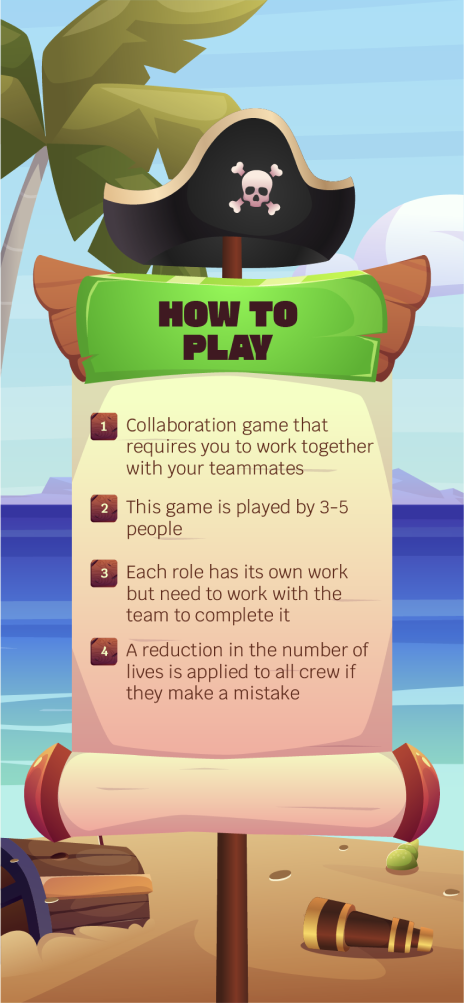 HOW TO
PLAY
1 Collaboration game that
requires you to work together
with your teammates
2 This game is played by 3-5
people
3 Each role has its own work
but need to work with the
team to complete it
4 A reduction in the number of
lives is applied to all crew if
they make a mistake